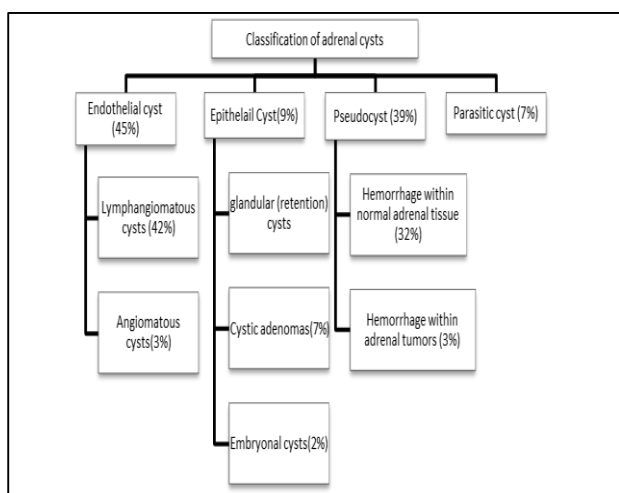 Classification of adrenal cysts
Endothelial cyst
(45%)
Epithelail Cyst(9%)
Pseudocyst (39%)
Parasitic cyst (7%)
Lymphangiomatous
cysts (42%)
glandular (retention)
cysts
Hemorrhage within
normal adrenal tissue
(32%)
Angiomatous
cysts(3%)
Cystic adenomas(7%)
Hemorrhage within
adrenal tumors (3%)
Embryonal cysts(2%)